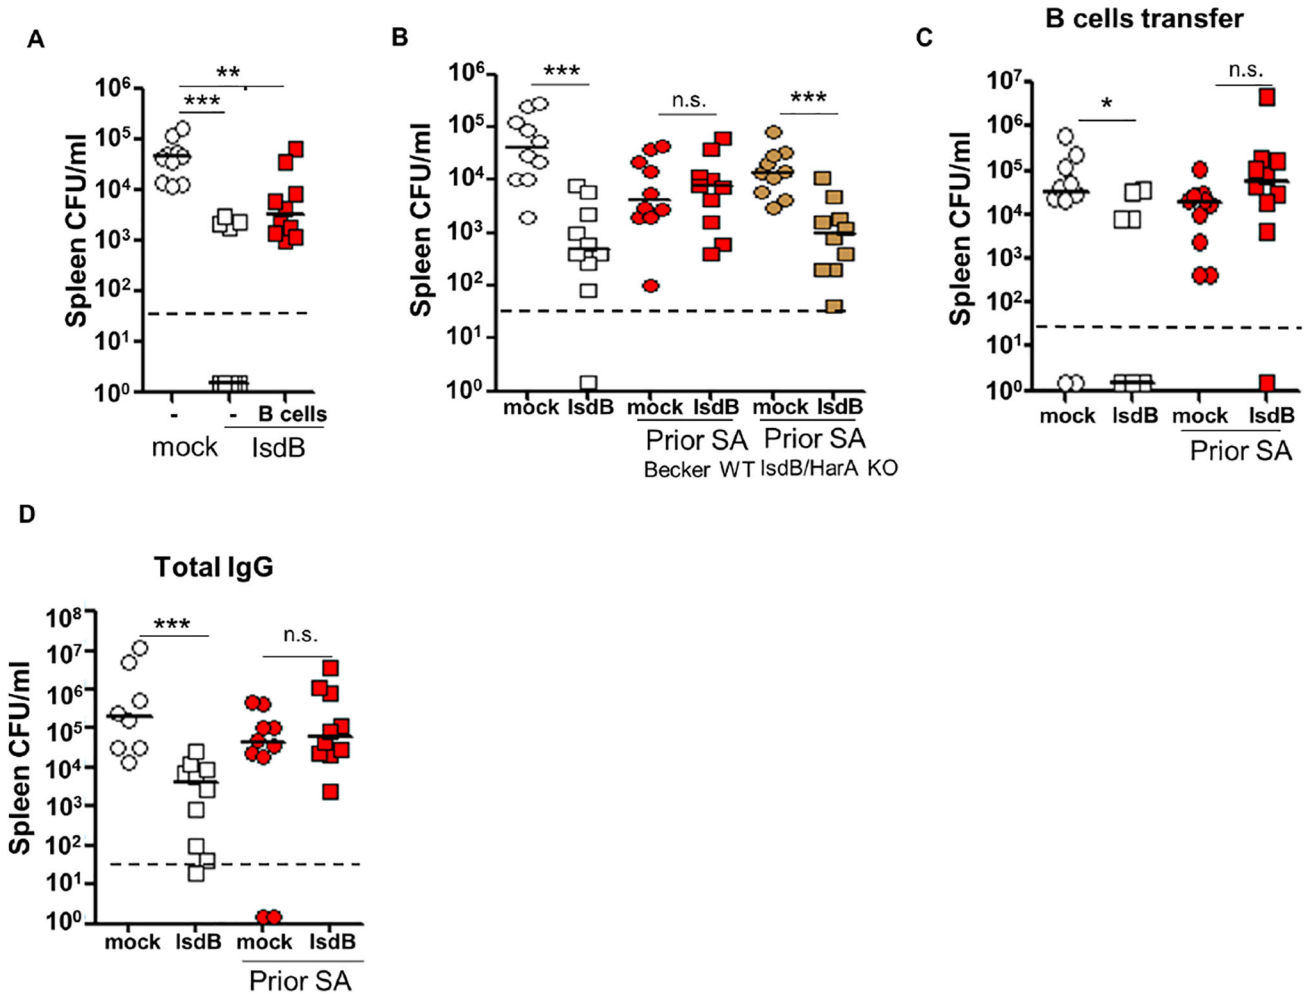 A
Spleen CFU/ml
10⁶
10⁵
10⁴
10³
10²
10¹
10⁰
**
***
- - B cells
mock IsdB
B
Spleen CFU/ml
10⁶
10⁵
10⁴
10³
10²
10¹
10⁰
***
n.s.
***
mock IsdB mock IsdB mock IsdB
Prior SA Prior SA
Becker WT IsdB/HarA KO
C
B cells transfer
Spleen CFU/ml
10⁷
10⁶
10⁵
10⁴
10³
10²
10¹
10⁰
*
n.s.
mock IsdB mock IsdB
Prior SA
D
Total IgG
Spleen CFU/ml
10⁸
10⁷
10⁶
10⁵
10⁴
10³
10²
10¹
10⁰
***
n.s.
mock IsdB mock IsdB
Prior SA